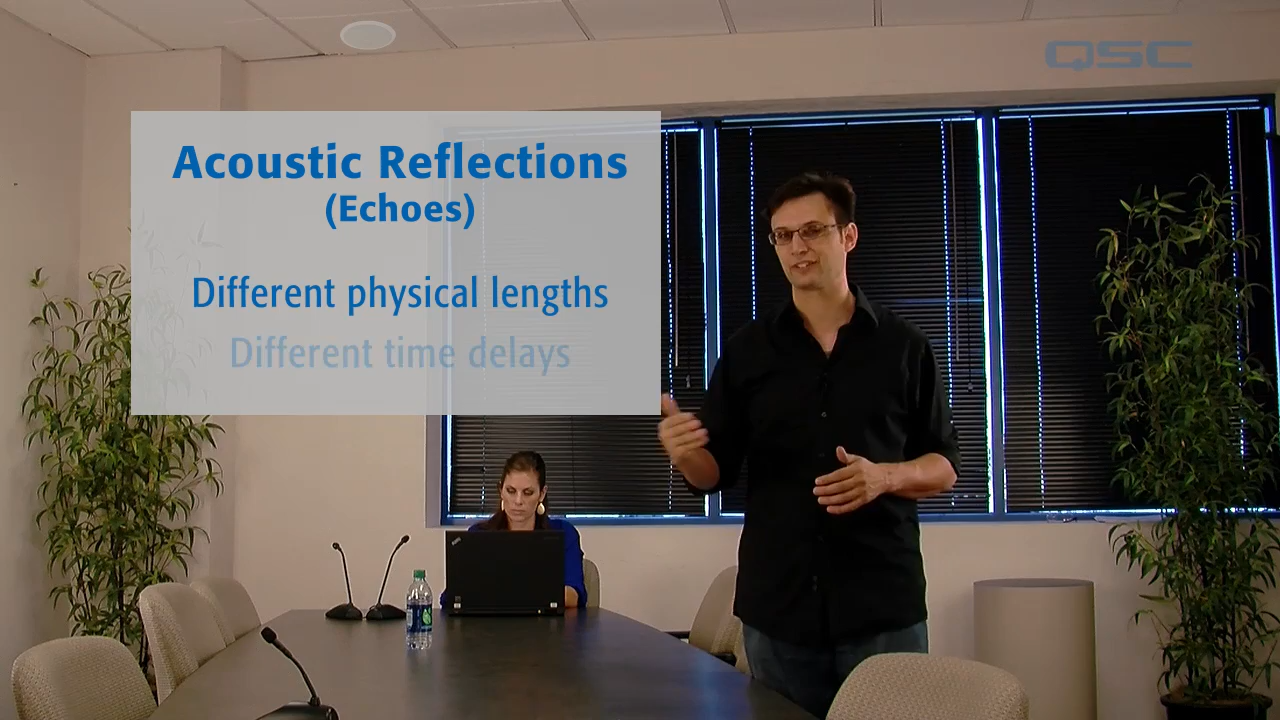 QSC
Acoustic Reflections
(Echoes)
Different physical lengths
Different time delays